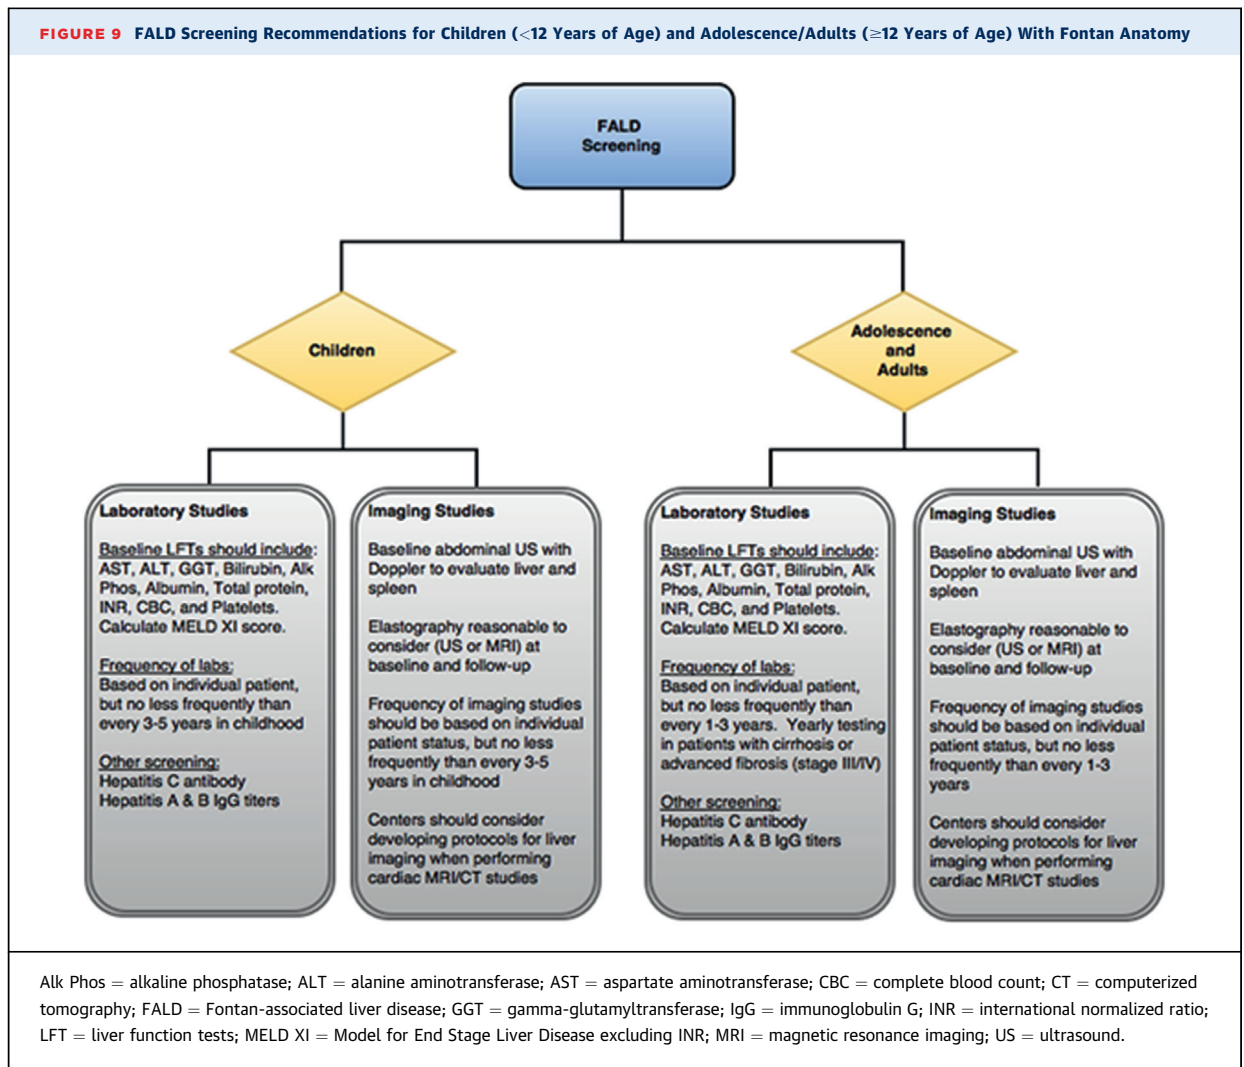 FIGURE 9 FALD Screening Recommendations for Children (<12 Years of Age) and Adolescence/Adults (≥12 Years of Age) With Fontan Anatomy
FALD
Screening
Children
Adolescence
and
Adults
Laboratory Studies
Baseline LFTs should include:
AST, ALT, GGT, Bilirubin, Alk
Phos, Albumin, Total protein,
INR, CBC, and Platelets.
Calculate MELD XI score.
Frequency of labs:
Based on individual patient,
but no less frequently than
every 3-5 years in childhood
Other screening:
Hepatitis C antibody
Hepatitis A & B IgG titers
Imaging Studies
Baseline abdominal US with
Doppler to evaluate liver and
spleen
Elastography reasonable to
consider (US or MRI) at
baseline and follow-up
Frequency of imaging studies
should be based on individual
patient status, but no less
frequently than every 3-5
years in childhood
Centers should consider
developing protocols for liver
imaging when performing
cardiac MRI/CT studies
Laboratory Studies
Baseline LFTs should include:
AST, ALT, GGT, Bilirubin, Alk
Phos, Albumin, Total protein,
INR, CBC, and Platelets.
Calculate MELD XI score.
Frequency of labs:
Based on individual patient,
but no less frequently than
every 1-3 years. Yearly testing
in patients with cirrhosis or
advanced fibrosis (stage III/IV)
Other screening:
Hepatitis C antibody
Hepatitis A & B IgG titers
Imaging Studies
Baseline abdominal US with
Doppler to evaluate liver and
spleen
Elastography reasonable to
consider (US or MRI) at
baseline and follow-up
Frequency of imaging studies
should be based on individual
patient status, but no less
frequently than every 1-3
years
Centers should consider
developing protocols for liver
imaging when performing
cardiac MRI/CT studies
Alk Phos = alkaline phosphatase; ALT = alanine aminotransferase; AST = aspartate aminotransferase; CBC = complete blood count; CT = computerized
tomography; FALD = Fontan-associated liver disease; GGT = gamma-glutamyltransferase; IgG = immunoglobulin G; INR = international normalized ratio;
LFT = liver function tests; MELD XI = Model for End Stage Liver Disease excluding INR; MRI = magnetic resonance imaging; US = ultrasound.